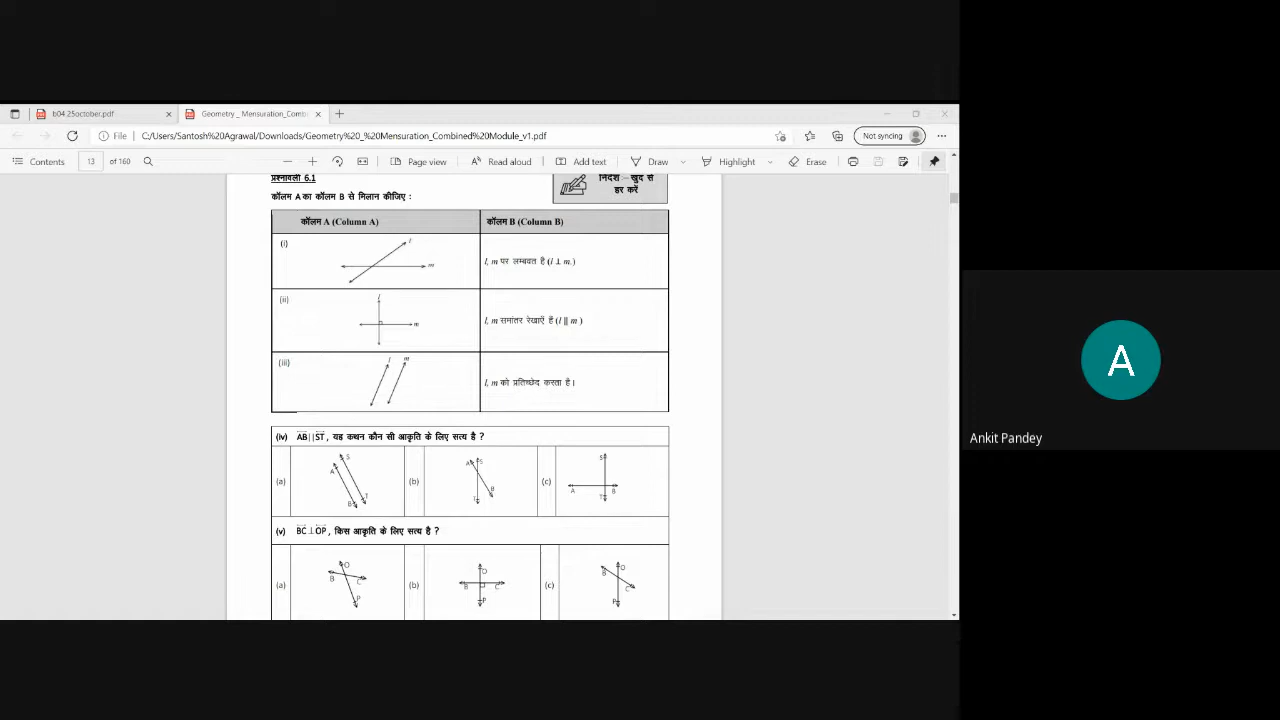 b04.25october.pdf
Geometry _ Mensuration_Comb
File
C:/Users/Santosh%20Agrawal/Downloads/Geometry%20_%20Mensuration_Combined%20Module_v1.pdf
Not syncing
Contents
13
of 160
Page view
Read aloud
Add text
Draw
Highlight
Erase
प्रश्नावली 6.1
निर्देश :- खुद से
हर करें
कॉलम A का कॉलम B से मिलान कीजिए :
कॉलम A (Column A)
कॉलम B (Column B)
(i)
l
m
l, m पर लम्बवत है (l ⊥ m.)
(ii)
l
m
l, m समांतर रेखाएँ हैं (l || m )
(iii)
l
m
l, m को प्रतिच्छेद करता है।
(iv) AB||ST, यह कथन कौन सी आकृति के लिए सत्य है ?
(a)
A
S
B
T
(b)
A
S
B
T
(c)
S
A
B
T
(v) BC⊥OP, किस आकृति के लिए सत्य है ?
(a)
O
B
C
P
(b)
O
B
C
P
(c)
B
O
C
P
A
Ankit Pandey